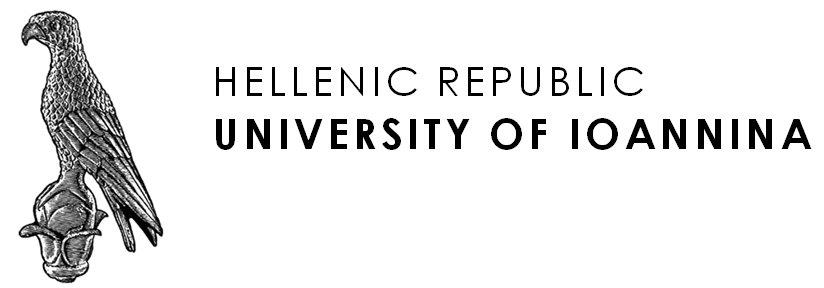 HELLENIC REPUBLIC
UNIVERSITY OF IOANNINA